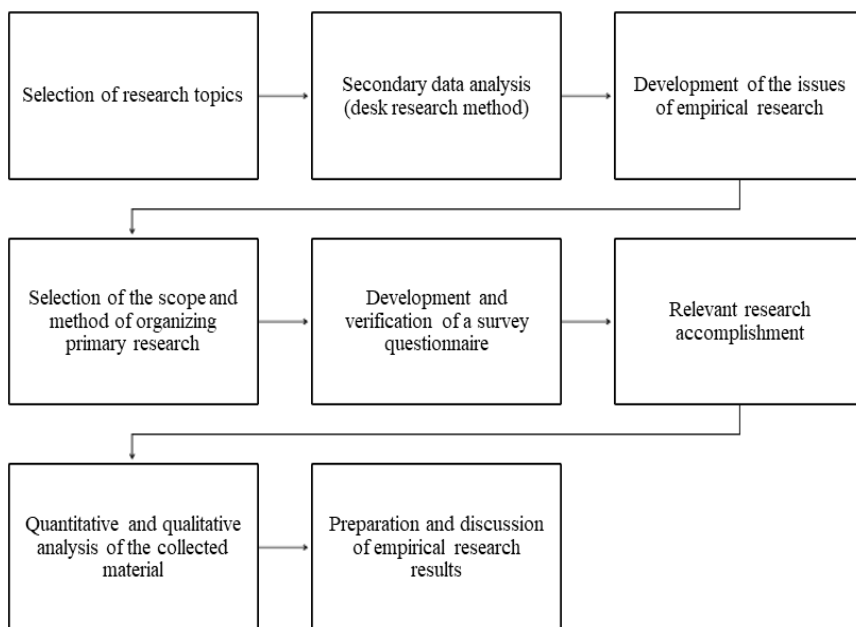 Selection of research topics
Secondary data analysis
(desk research method)
Development of the issues
of empirical research
Selection of the scope and
method of organizing
primary research
Development and
verification of a survey
questionnaire
Relevant research
accomplishment
Quantitative and qualitative
analysis of the collected
material
Preparation and discussion
of empirical research
results